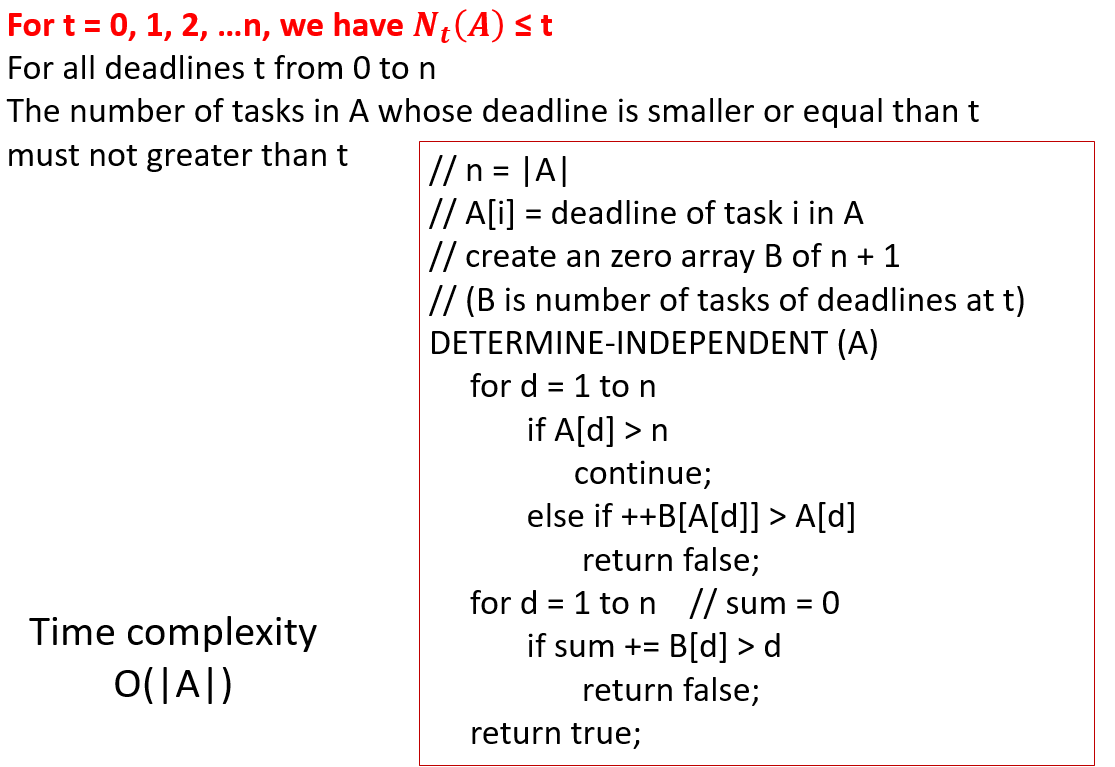 For t = 0, 1, 2, …n, we have N_t(A) ≤ t
For all deadlines t from 0 to n
The number of tasks in A whose deadline is smaller or equal than t
must not greater than t
// n = |A|
// A[i] = deadline of task i in A
// create an zero array B of n + 1
// (B is number of tasks of deadlines at t)
DETERMINE-INDEPENDENT (A)
for d = 1 to n
if A[d] > n
continue;
else if ++B[A[d]] > A[d]
return false;
for d = 1 to n // sum = 0
if sum += B[d] > d
return false;
return true;
Time complexity
O(|A|)